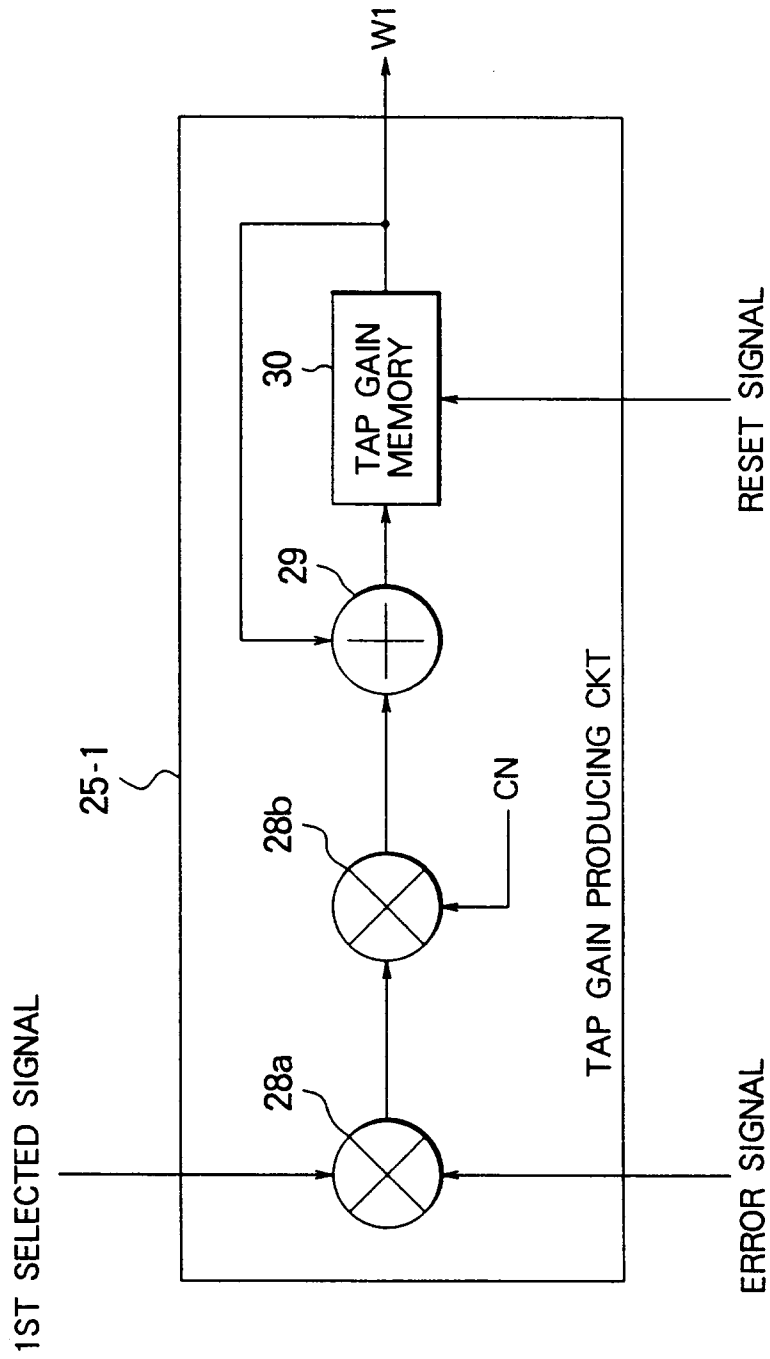 1ST SELECTED SIGNAL
25-1
28a
28b
29
30
TAP GAIN
MEMORY
W1
CN
TAP GAIN PRODUCING CKT
ERROR SIGNAL
RESET SIGNAL